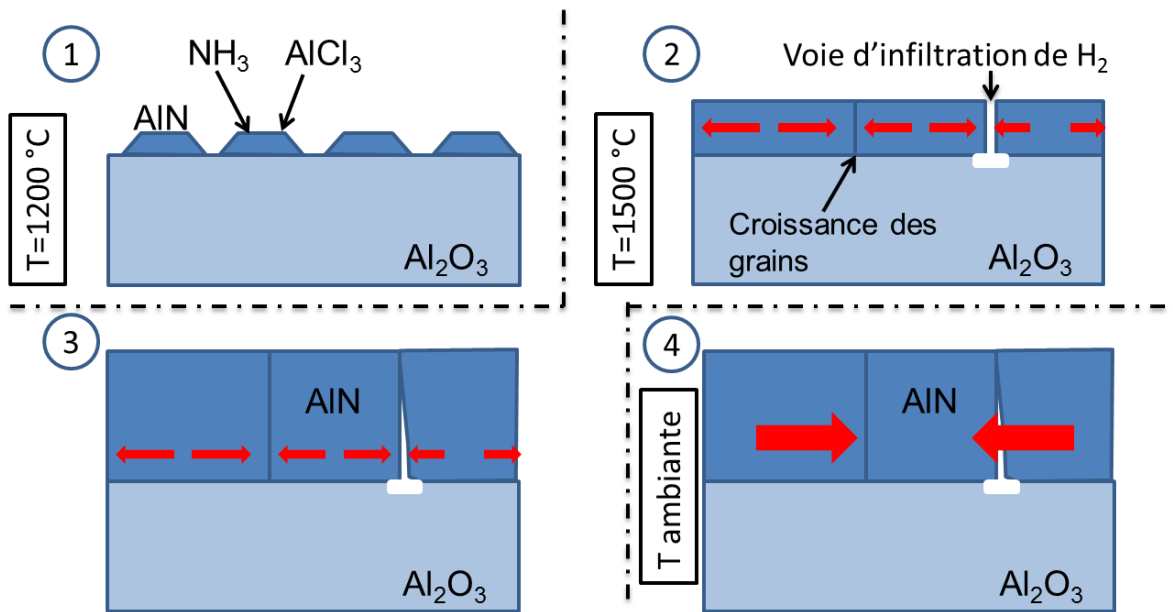 1
NH₃ AlCl₃
AlN
T=1200 °C
Al₂O₃
2
Voie d'infiltration de H₂
T=1500 °C
Croissance des
grains
Al₂O₃
3
AlN
Al₂O₃
4
AlN
T ambiante
Al₂O₃